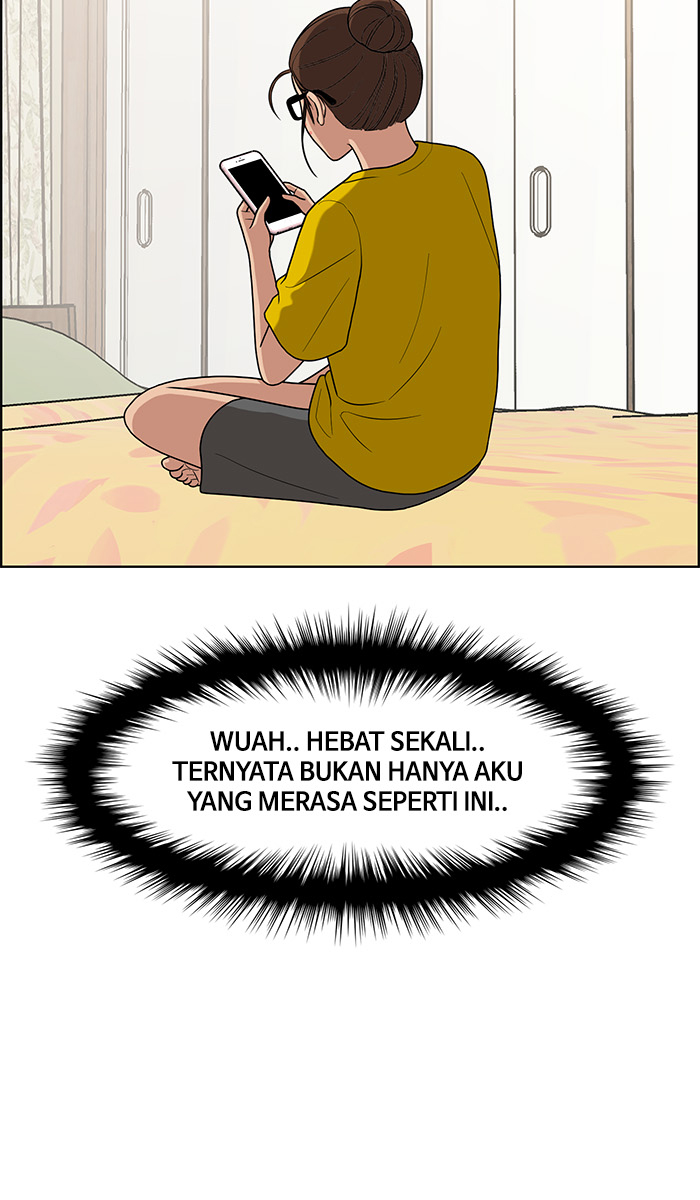 WUAH.. HEBAT SEKALI..
TERNYATA BUKAN HANYA AKU
YANG MERASA SEPERTI INI..